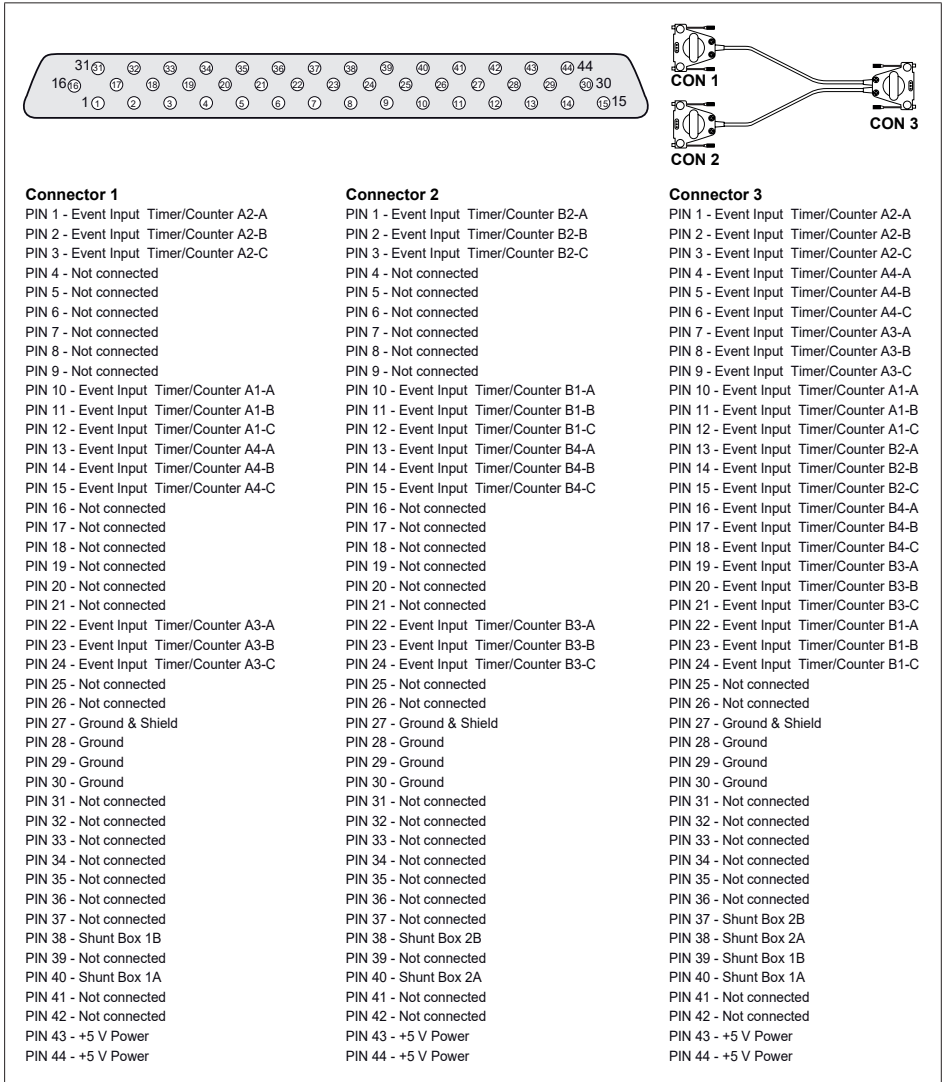 31 31 32 33 34 35 36 37 38 39 40 41 42 43 44 44
16 16 17 18 19 20 21 22 23 24 25 26 27 28 29 30 30
1 1 2 3 4 5 6 7 8 9 10 11 12 13 14 15 15
CON 1
CON 3
CON 2
Connector 1
PIN 1 - Event Input Timer/Counter A2-A
PIN 2 - Event Input Timer/Counter A2-B
PIN 3 - Event Input Timer/Counter A2-C
PIN 4 - Not connected
PIN 5 - Not connected
PIN 6 - Not connected
PIN 7 - Not connected
PIN 8 - Not connected
PIN 9 - Not connected
PIN 10 - Event Input Timer/Counter A1-A
PIN 11 - Event Input Timer/Counter A1-B
PIN 12 - Event Input Timer/Counter A1-C
PIN 13 - Event Input Timer/Counter A4-A
PIN 14 - Event Input Timer/Counter A4-B
PIN 15 - Event Input Timer/Counter A4-C
PIN 16 - Not connected
PIN 17 - Not connected
PIN 18 - Not connected
PIN 19 - Not connected
PIN 20 - Not connected
PIN 21 - Not connected
PIN 22 - Event Input Timer/Counter A3-A
PIN 23 - Event Input Timer/Counter A3-B
PIN 24 - Event Input Timer/Counter A3-C
PIN 25 - Not connected
PIN 26 - Not connected
PIN 27 - Ground & Shield
PIN 28 - Ground
PIN 29 - Ground
PIN 30 - Ground
PIN 31 - Not connected
PIN 32 - Not connected
PIN 33 - Not connected
PIN 34 - Not connected
PIN 35 - Not connected
PIN 36 - Not connected
PIN 37 - Not connected
PIN 38 - Shunt Box 1B
PIN 39 - Not connected
PIN 40 - Shunt Box 1A
PIN 41 - Not connected
PIN 42 - Not connected
PIN 43 - +5 V Power
PIN 44 - +5 V Power
Connector 2
PIN 1 - Event Input Timer/Counter B2-A
PIN 2 - Event Input Timer/Counter B2-B
PIN 3 - Event Input Timer/Counter B2-C
PIN 4 - Not connected
PIN 5 - Not connected
PIN 6 - Not connected
PIN 7 - Not connected
PIN 8 - Not connected
PIN 9 - Not connected
PIN 10 - Event Input Timer/Counter B1-A
PIN 11 - Event Input Timer/Counter B1-B
PIN 12 - Event Input Timer/Counter B1-C
PIN 13 - Event Input Timer/Counter B4-A
PIN 14 - Event Input Timer/Counter B4-B
PIN 15 - Event Input Timer/Counter B4-C
PIN 16 - Not connected
PIN 17 - Not connected
PIN 18 - Not connected
PIN 19 - Not connected
PIN 20 - Not connected
PIN 21 - Not connected
PIN 22 - Event Input Timer/Counter B3-A
PIN 23 - Event Input Timer/Counter B3-B
PIN 24 - Event Input Timer/Counter B3-C
PIN 25 - Not connected
PIN 26 - Not connected
PIN 27 - Ground & Shield
PIN 28 - Ground
PIN 29 - Ground
PIN 30 - Ground
PIN 31 - Not connected
PIN 32 - Not connected
PIN 33 - Not connected
PIN 34 - Not connected
PIN 35 - Not connected
PIN 36 - Not connected
PIN 37 - Not connected
PIN 38 - Shunt Box 2B
PIN 39 - Not connected
PIN 40 - Shunt Box 2A
PIN 41 - Not connected
PIN 42 - Not connected
PIN 43 - +5 V Power
PIN 44 - +5 V Power
Connector 3
PIN 1 - Event Input Timer/Counter A2-A
PIN 2 - Event Input Timer/Counter A2-B
PIN 3 - Event Input Timer/Counter A2-C
PIN 4 - Event Input Timer/Counter A4-A
PIN 5 - Event Input Timer/Counter A4-B
PIN 6 - Event Input Timer/Counter A4-C
PIN 7 - Event Input Timer/Counter A3-A
PIN 8 - Event Input Timer/Counter A3-B
PIN 9 - Event Input Timer/Counter A3-C
PIN 10 - Event Input Timer/Counter A1-A
PIN 11 - Event Input Timer/Counter A1-B
PIN 12 - Event Input Timer/Counter A1-C
PIN 13 - Event Input Timer/Counter B2-A
PIN 14 - Event Input Timer/Counter B2-B
PIN 15 - Event Input Timer/Counter B2-C
PIN 16 - Event Input Timer/Counter B4-A
PIN 17 - Event Input Timer/Counter B4-B
PIN 18 - Event Input Timer/Counter B4-C
PIN 19 - Event Input Timer/Counter B3-A
PIN 20 - Event Input Timer/Counter B3-B
PIN 21 - Event Input Timer/Counter B3-C
PIN 22 - Event Input Timer/Counter B1-A
PIN 23 - Event Input Timer/Counter B1-B
PIN 24 - Event Input Timer/Counter B1-C
PIN 25 - Not connected
PIN 26 - Not connected
PIN 27 - Ground & Shield
PIN 28 - Ground
PIN 29 - Ground
PIN 30 - Ground
PIN 31 - Not connected
PIN 32 - Not connected
PIN 33 - Not connected
PIN 34 - Not connected
PIN 35 - Not connected
PIN 36 - Not connected
PIN 37 - Shunt Box 2B
PIN 38 - Shunt Box 2A
PIN 39 - Shunt Box 1B
PIN 40 - Shunt Box 1A
PIN 41 - Not connected
PIN 42 - Not connected
PIN 43 - +5 V Power
PIN 44 - +5 V Power